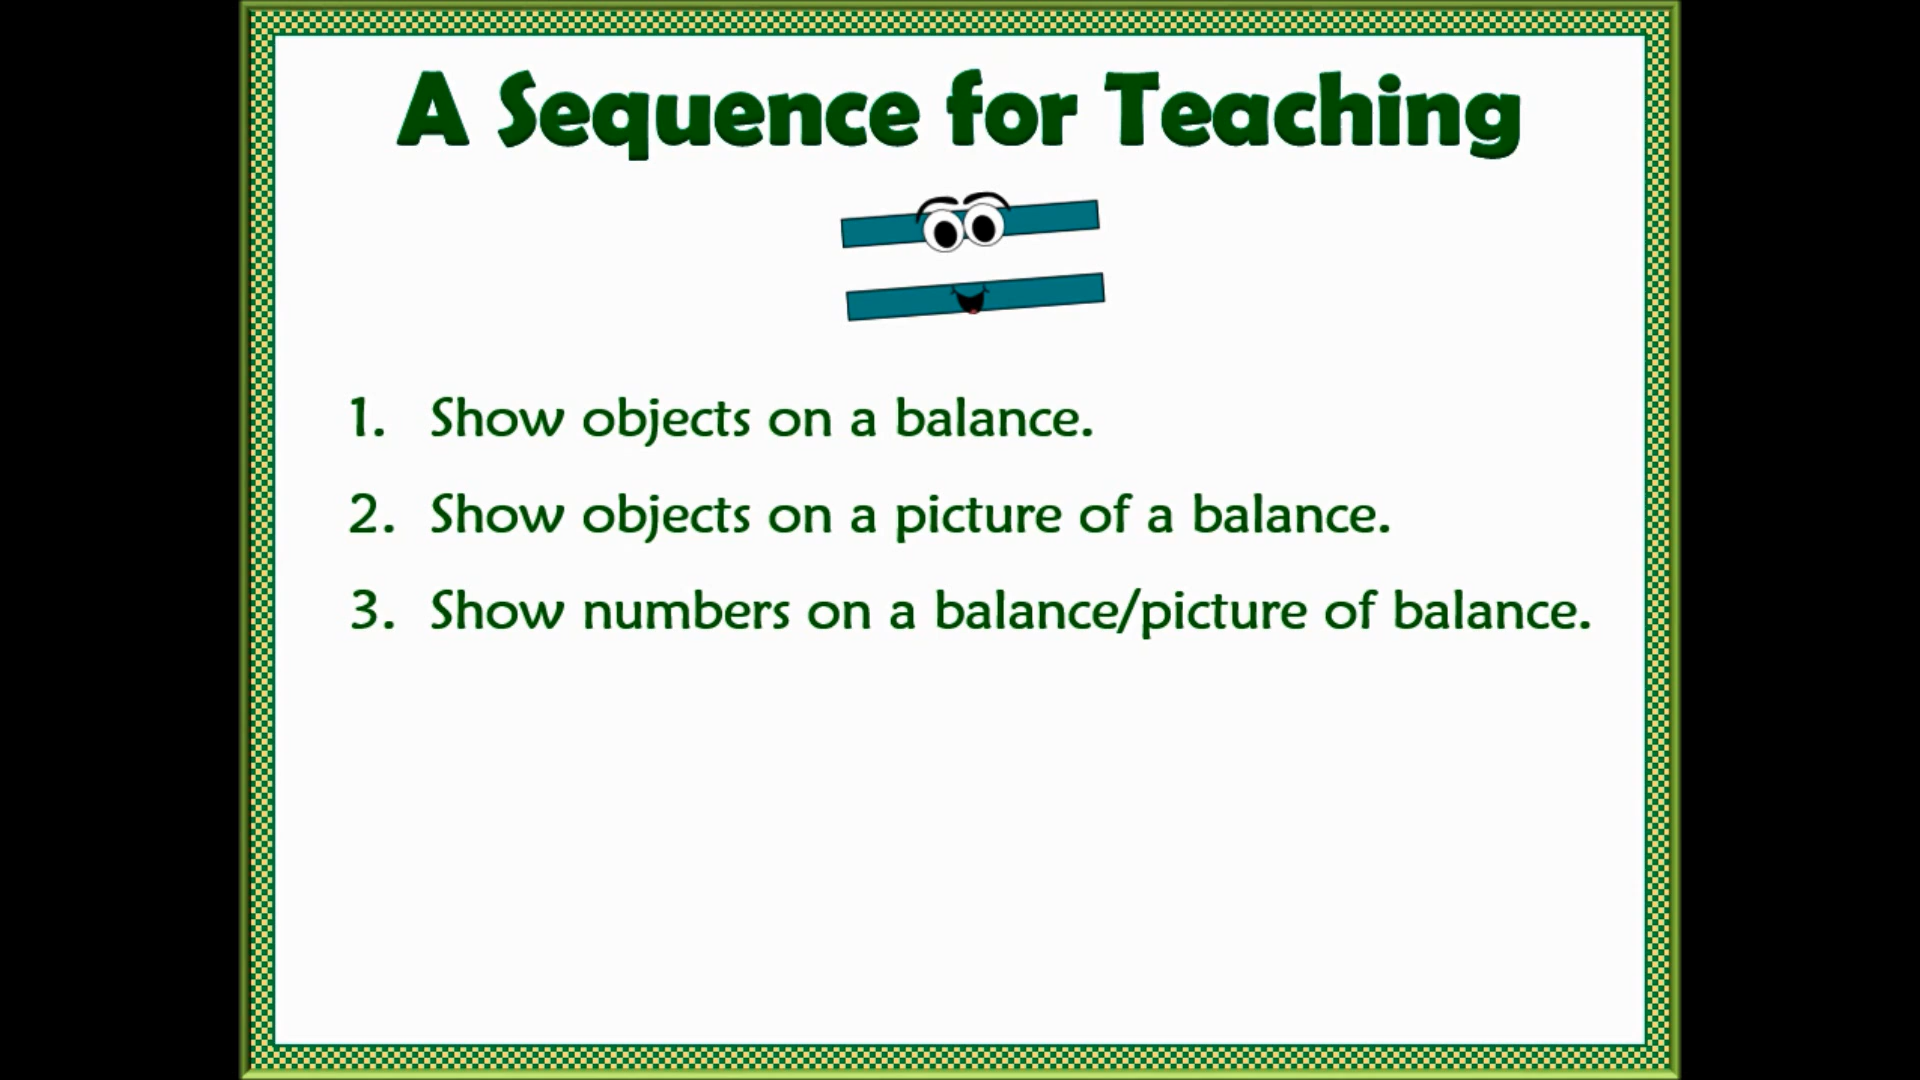 A Sequence for Teaching
1. Show objects on a balance.
2. Show objects on a picture of a balance.
3. Show numbers on a balance/picture of balance.